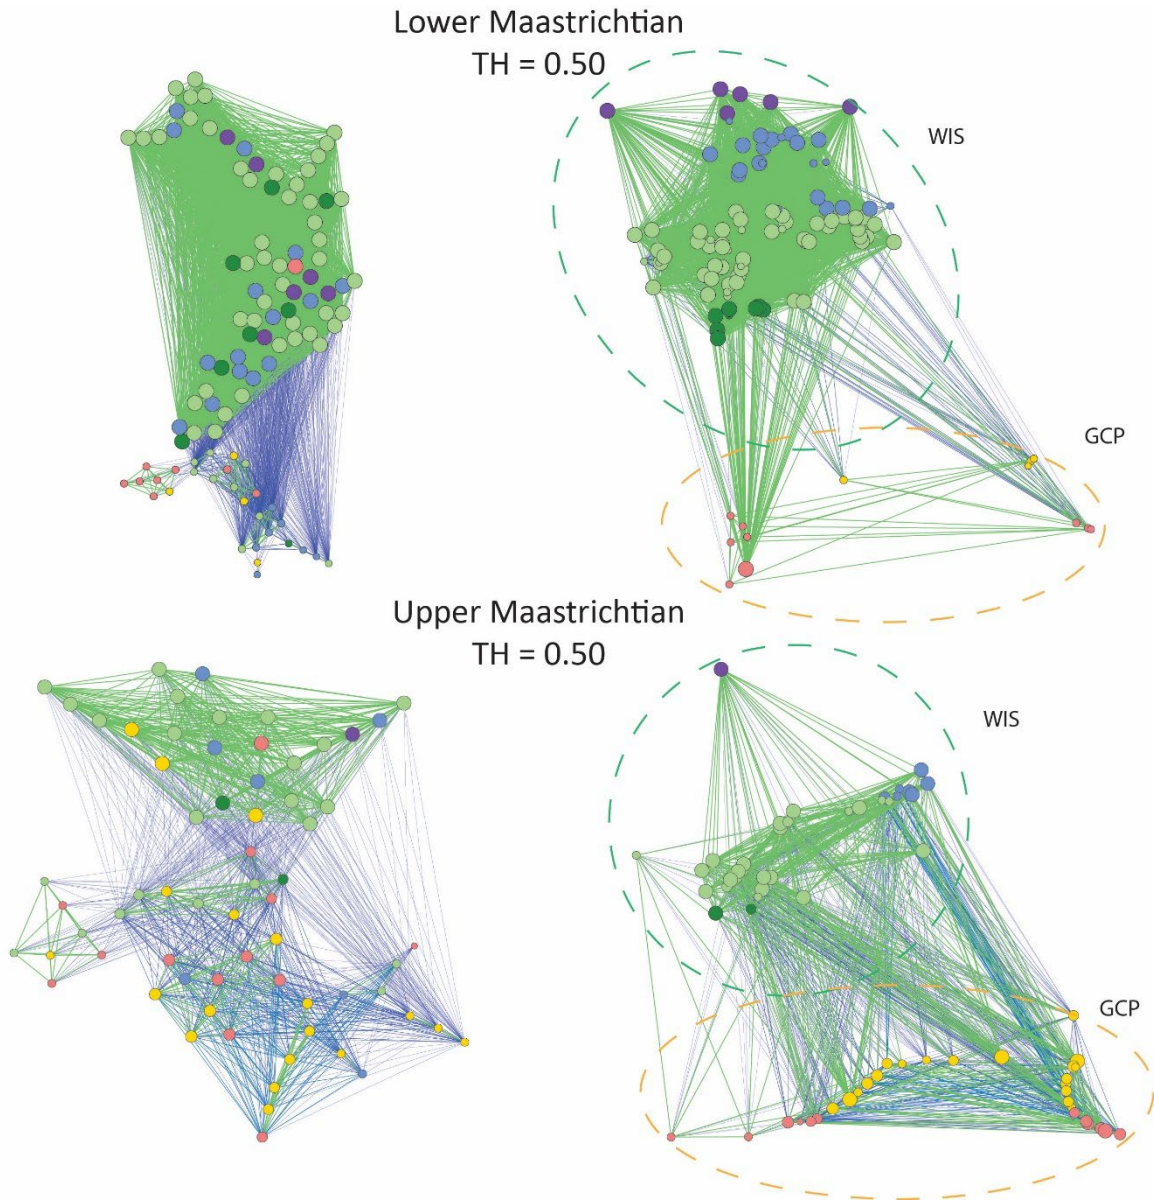 Lower Maastrichtian
TH = 0.50
WIS
GCP
Upper Maastrichtian
TH = 0.50
WIS
GCP